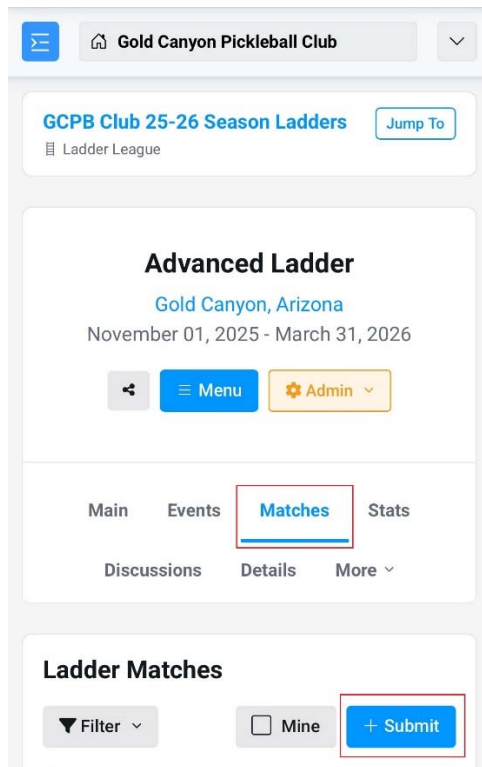 Gold Canyon Pickleball Club
GCPB Club 25-26 Season Ladders
Jump To
Ladder League
Advanced Ladder
Gold Canyon, Arizona
November 01, 2025 - March 31, 2026
Menu
Admin
Main Events Matches Stats
Discussions Details More
Ladder Matches
Filter Mine + Submit